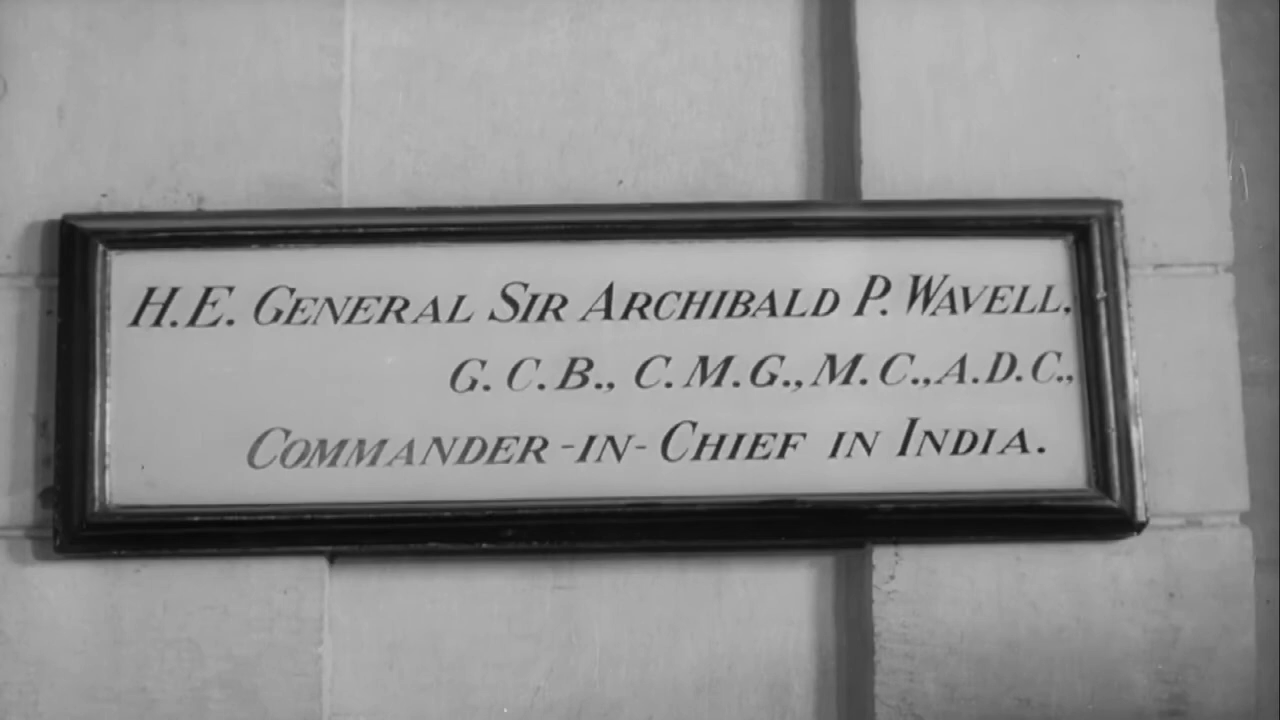 H.E. General Sir Archibald P. Wavell,
G.C.B., C.M.G., M.C., A.D.C.,
Commander-in-Chief in India.